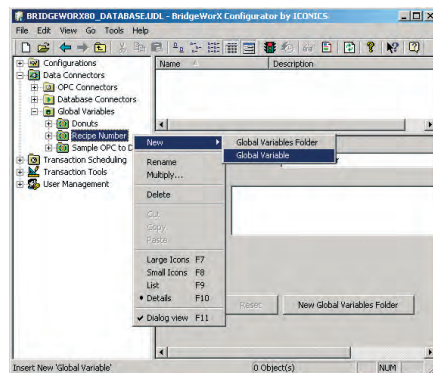 BRIDGEWORX80_DATABASE.UDL - BridgeWorX Configurator by ICONICS
File Edit View Go Tools Help
Name
Description
Configurations
Data Connectors
OPC Connectors
Database Connectors
Global Variables
Donuts
Recipe Number
Sample OPC to D
Transaction Scheduling
Transaction Tools
User Management
New
Rename
Multiply...
Delete
Cut
Copy
Paste
Large Icons F7
Small Icons F8
List F9
Details F10
Dialog view F11
Global Variables Folder
Global Variable
Reset
New Global Variables Folder
Insert New 'Global Variable'
0 Object(s)
NUM